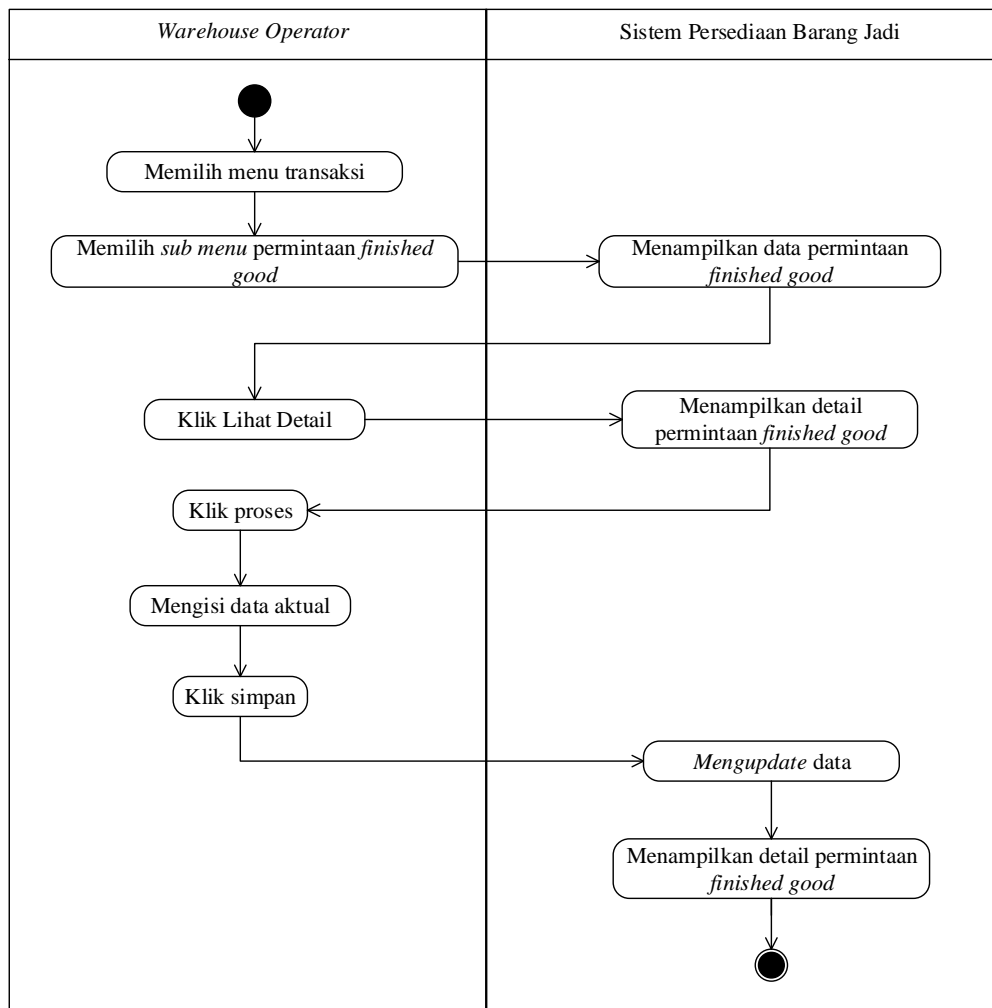 Warehouse Operator
Sistem Persediaan Barang Jadi
Memilih menu transaksi
Memilih sub menu permintaan finished
good
Menampilkan data permintaan
finished good
Klik Lihat Detail
Menampilkan detail
permintaan finished good
Klik proses
Mengisi data aktual
Klik simpan
Mengupdate data
Menampilkan detail permintaan
finished good